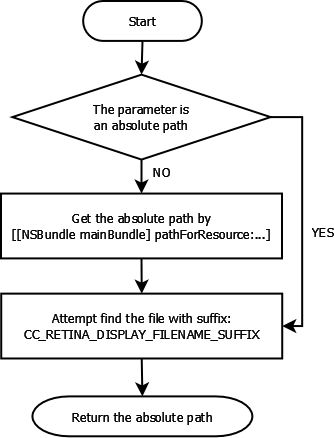 Start
The parameter is
an absolute path
NO
Get the absolute path by
[[NSBundle mainBundle] pathForResource:...]
YES
Attempt find the file with suffix:
CC_RETINA_DISPLAY_FILENAME_SUFFIX
Return the absolute path